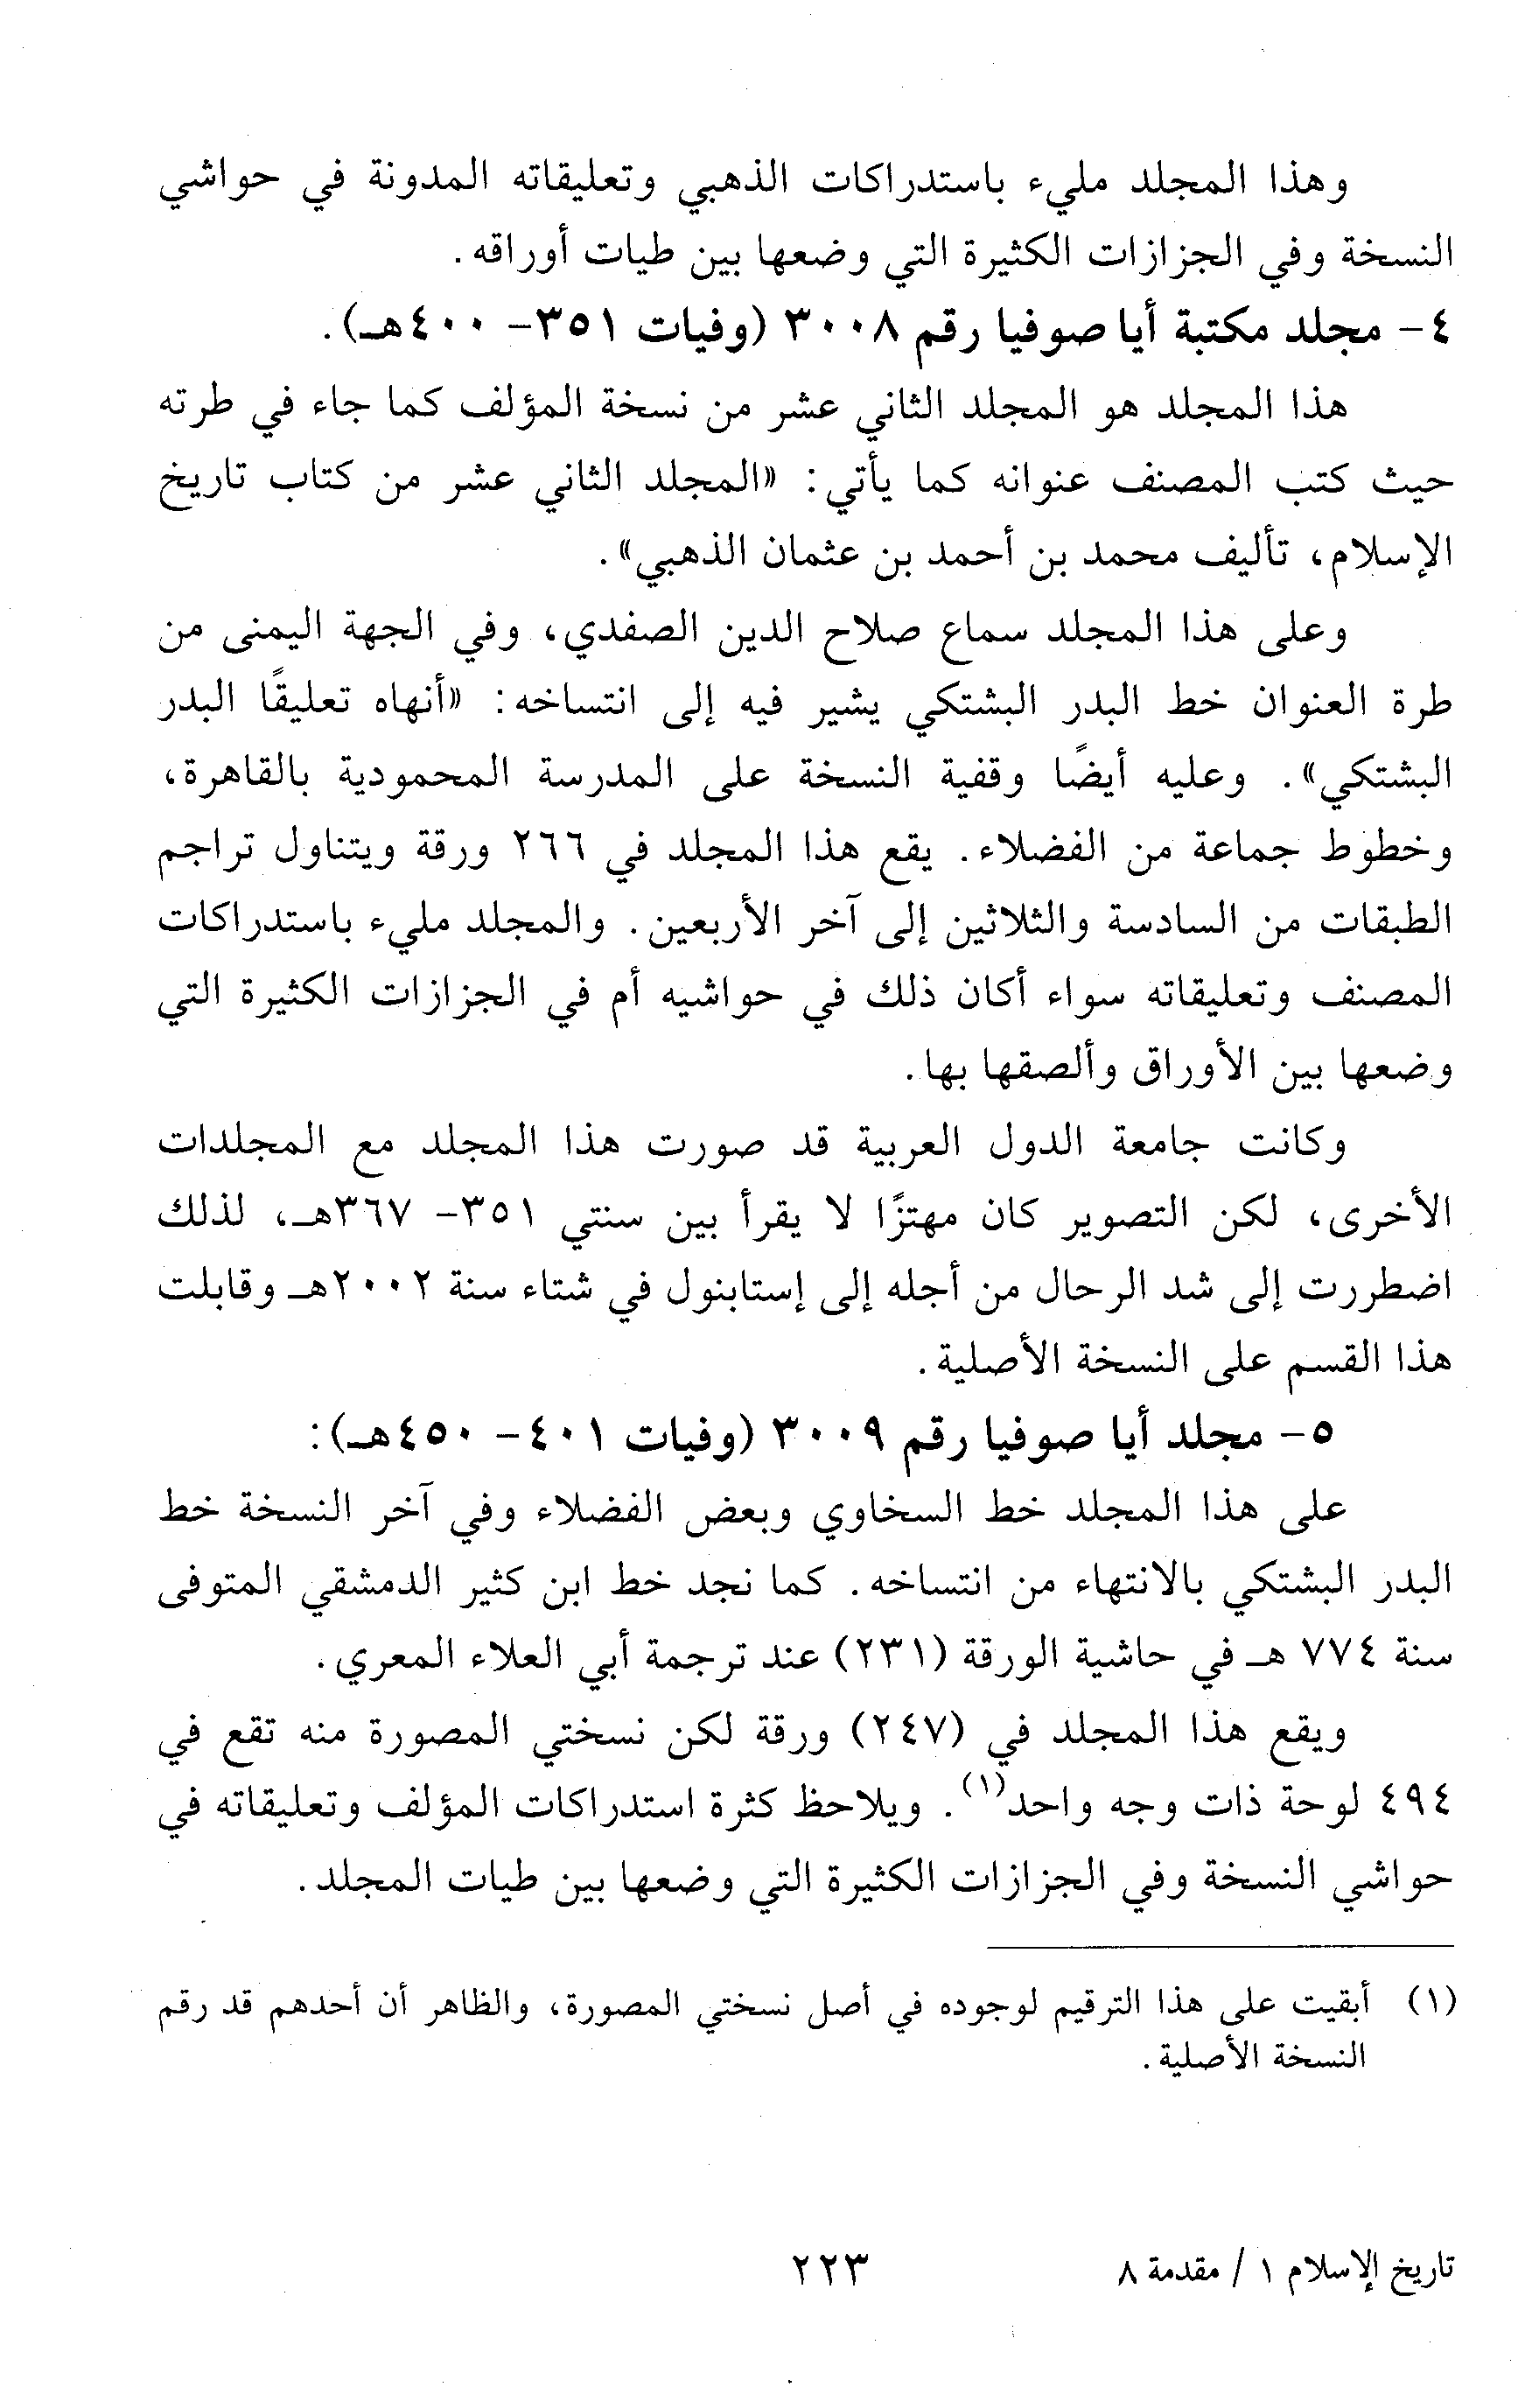 وهذا المجلد مليء باستدراكات الذهبي وتعليقاته المدونة في حواشي
النسخة وفي الجزازات الكثيرة التي وضعها بين طيات أوراقه.
٤- مجلد مكتبة أيا صوفيا رقم ٣٠٠٨ (وفيات ٣٥١- ٤٠٠هـ).
هذا المجلد هو المجلد الثاني عشر من نسخة المؤلف كما جاء في طرته
حيث كتب المصنف عنوانه كما يأتي: «المجلد الثاني عشر من كتاب تاريخ
الإسلام، تأليف محمد بن أحمد بن عثمان الذهبي».
وعلى هذا المجلد سماع صلاح الدين الصفدي، وفي الجهة اليمنى من
طرة العنوان خط البدر البشتكي يشير فيه إلى انتساخه: «أنهاه تعليقًا البدر
البشتكي». وعليه أيضًا وقفية النسخة على المدرسة المحمودية بالقاهرة،
وخطوط جماعة من الفضلاء. يقع هذا المجلد في ٢٦٦ ورقة ويتناول تراجم
الطبقات من السادسة والثلاثين إلى آخر الأربعين. والمجلد مليء باستدراكات
المصنف وتعليقاته سواء أكان ذلك في حواشيه أم في الجزازات الكثيرة التي
وضعها بين الأوراق وألصقها بها.
وكانت جامعة الدول العربية قد صورت هذا المجلد مع المجلدات
الأخرى، لكن التصوير كان مهتزًا لا يقرأ بين سنتي ٣٥١- ٣٦٧هـ، لذلك
اضطررت إلى شد الرحال من أجله إلى إستابنول في شتاء سنة ٢٠٠٢هـ وقابلت
هذا القسم على النسخة الأصلية.
٥- مجلد أيا صوفيا رقم ٣٠٠٩ (وفيات ٤٠١- ٤٥٠هـ):
على هذا المجلد خط السخاوي وبعض الفضلاء وفي آخر النسخة خط
البدر البشتكي بالانتهاء من انتساخه. كما نجد خط ابن كثير الدمشقي المتوفى
سنة ٧٧٤ هـ في حاشية الورقة (٢٣١) عند ترجمة أبي العلاء المعري.
ويقع هذا المجلد في (٢٤٧) ورقة لكن نسختي المصورة منه تقع في
٤٩٤ لوحة ذات وجه واحد(١). ويلاحظ كثرة استدراكات المؤلف وتعليقاته في
حواشي النسخة وفي الجزازات الكثيرة التي وضعها بين طيات المجلد.
(١) أبقيت على هذا الترقيم لوجوده في أصل نسختي المصورة، والظاهر أن أحدهم قد رقم
النسخة الأصلية.
تاريخ الإسلام ١ / مقدمة ٨ ٢٢٣